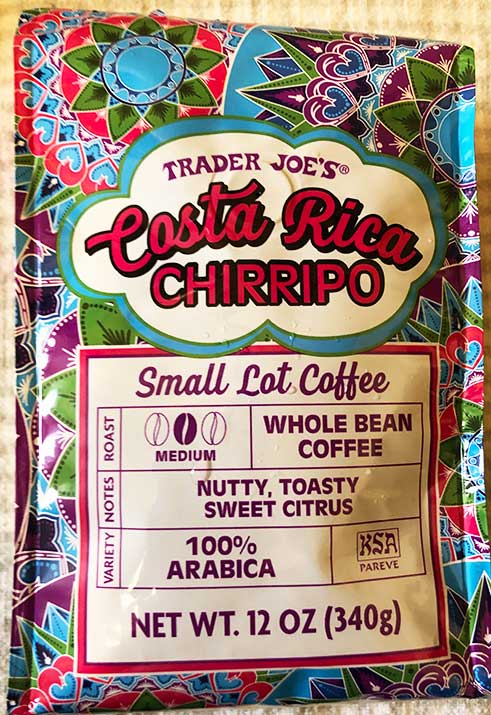 TRADER JOE'S®
Costa Rica
CHIRRIPO
Small Lot Coffee
ROAST
MEDIUM
WHOLE BEAN
COFFEE
NOTES
NUTTY, TOASTY
SWEET CITRUS
VARIETY
100%
ARABICA
KSA
PAREVE
NET WT. 12 OZ (340g)